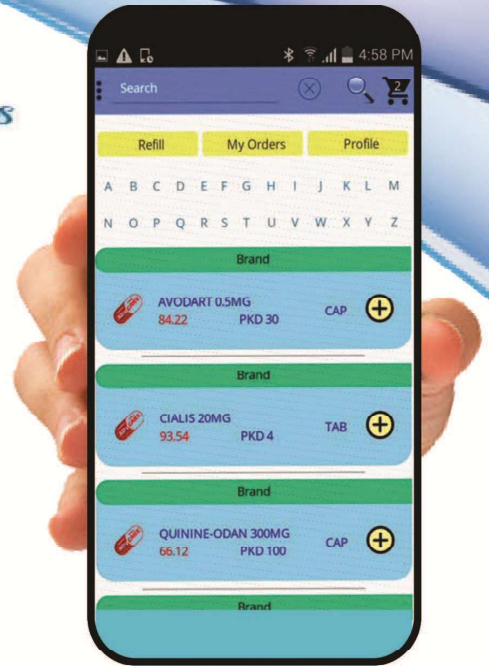 s
4:58 PM
Search
2
Refill My Orders Profile
A B C D E F G H I J K L M
N O P Q R S T U V W X Y Z
Brand
AVODART 0.5MG
84.22 PKD 30 CAP
Brand
CIALIS 20MG
93.54 PKD 4 TAB
Brand
QUININE-ODAN 300MG
66.12 PKD 100 CAP
Brand